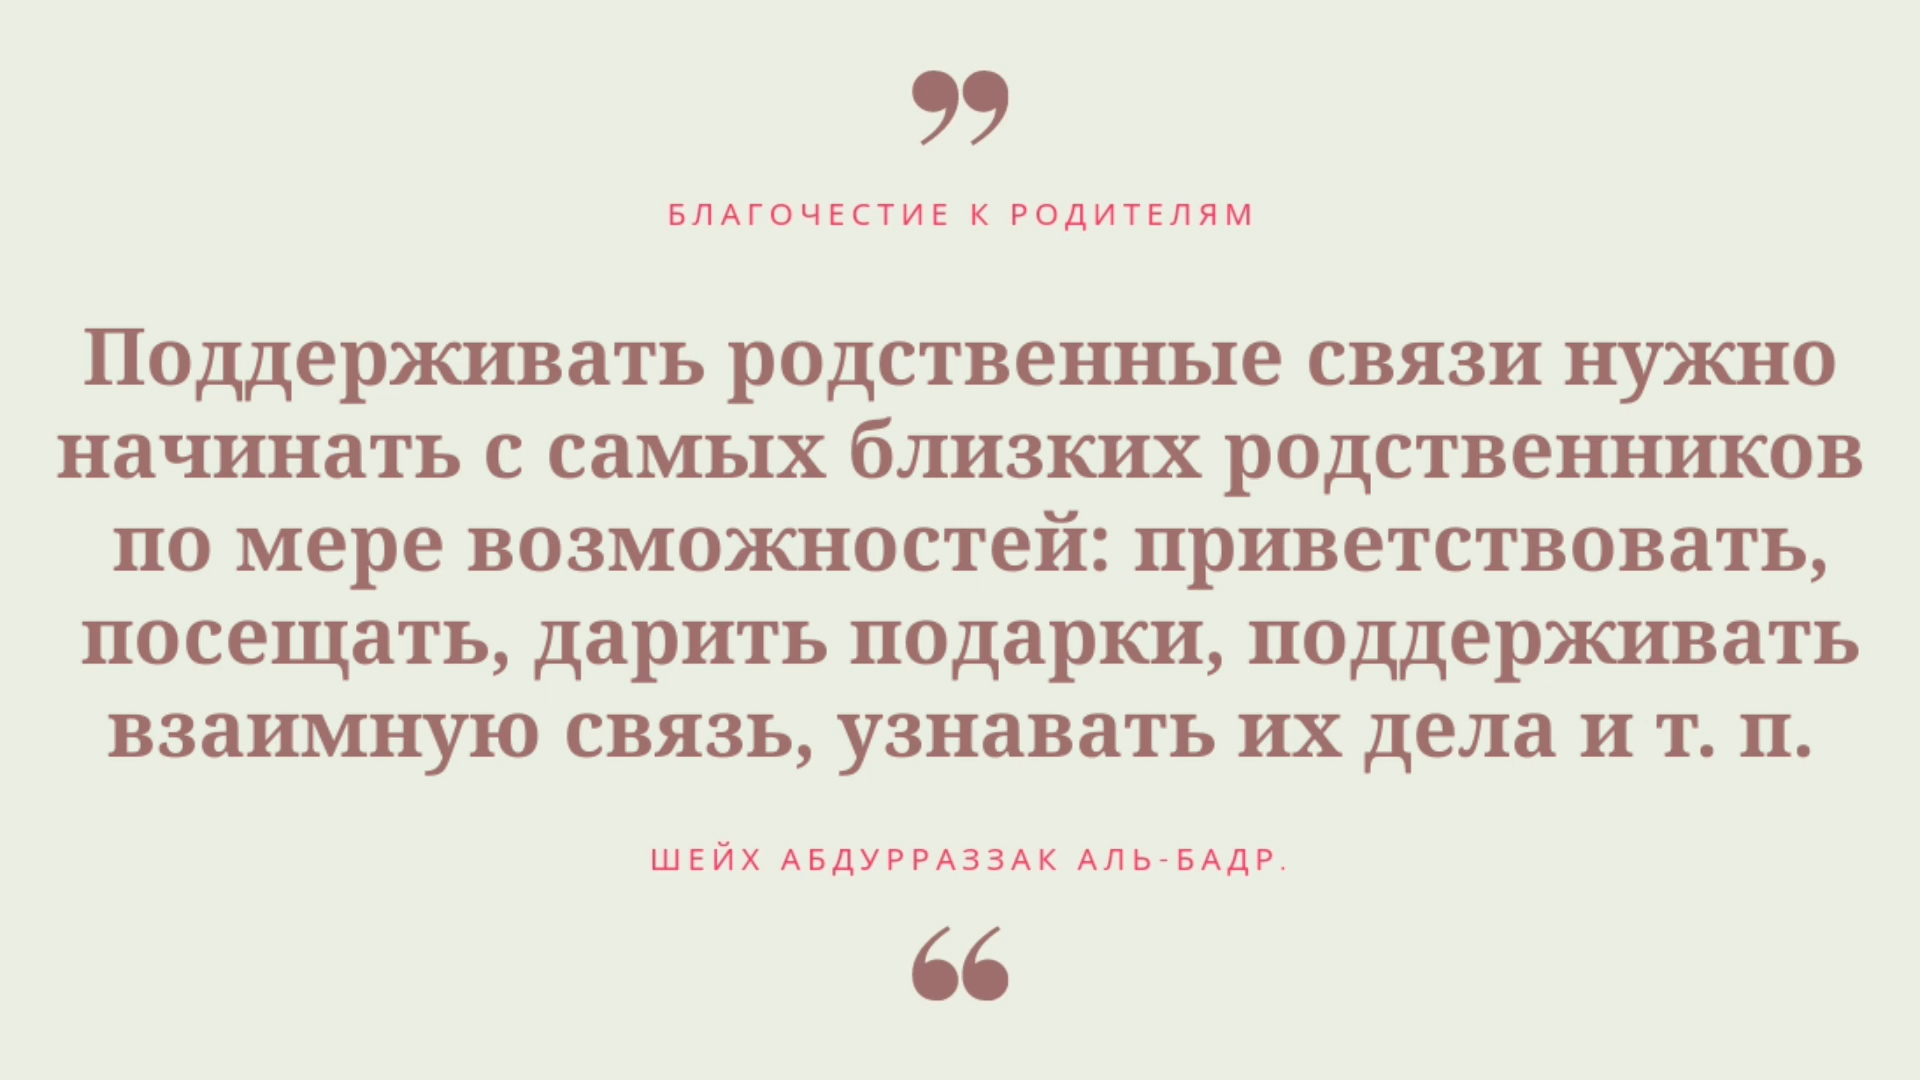 ”
БЛАГОЧЕСТИЕ К РОДИТЕЛЯМ
Поддерживать родственные связи нужно
начинать с самых близких родственников
по мере возможностей: приветствовать,
посещать, дарить подарки, поддерживать
взаимную связь, узнавать их дела и т. п.
ШЕЙХ АБДУРРАЗЗАК АЛЬ-БАДР.
“